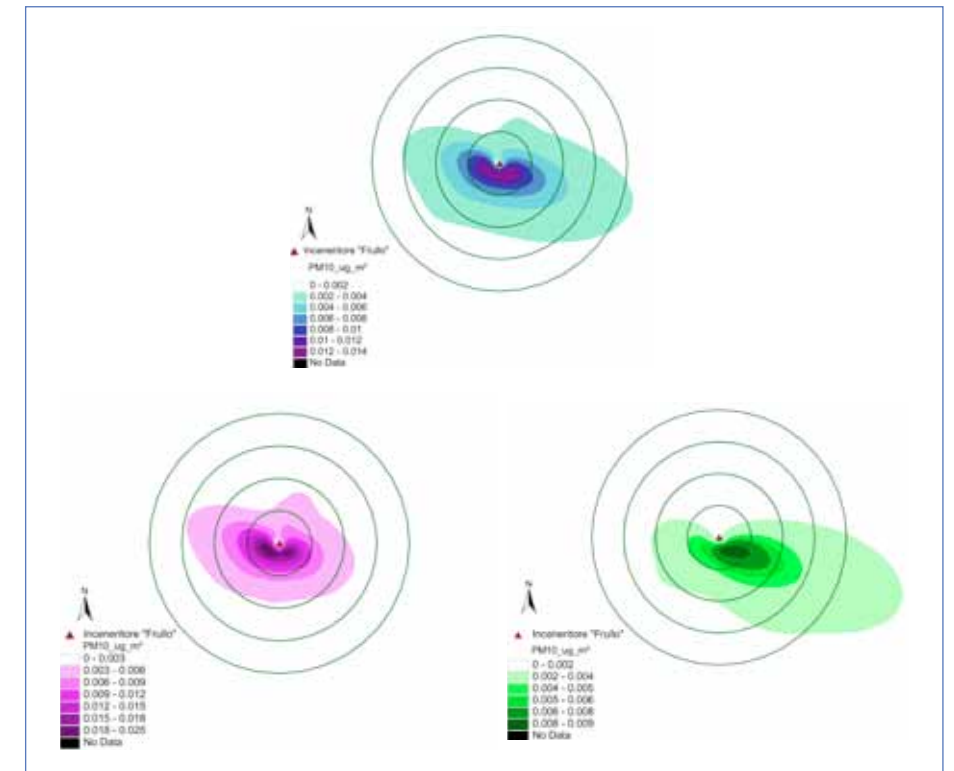 N
Inceneritore "Frullo"
PM10_ug_m³
0 - 0.002
0.002 - 0.004
0.004 - 0.006
0.006 - 0.008
0.008 - 0.01
0.01 - 0.012
0.012 - 0.014
No Data
N
Inceneritore "Frullo"
PM10_ug_m³
0 - 0.003
0.003 - 0.006
0.006 - 0.009
0.009 - 0.012
0.012 - 0.015
0.015 - 0.018
0.018 - 0.025
No Data
N
Inceneritore "Frullo"
PM10_ug_m³
0 - 0.002
0.002 - 0.004
0.004 - 0.005
0.005 - 0.006
0.006 - 0.008
0.008 - 0.009
No Data